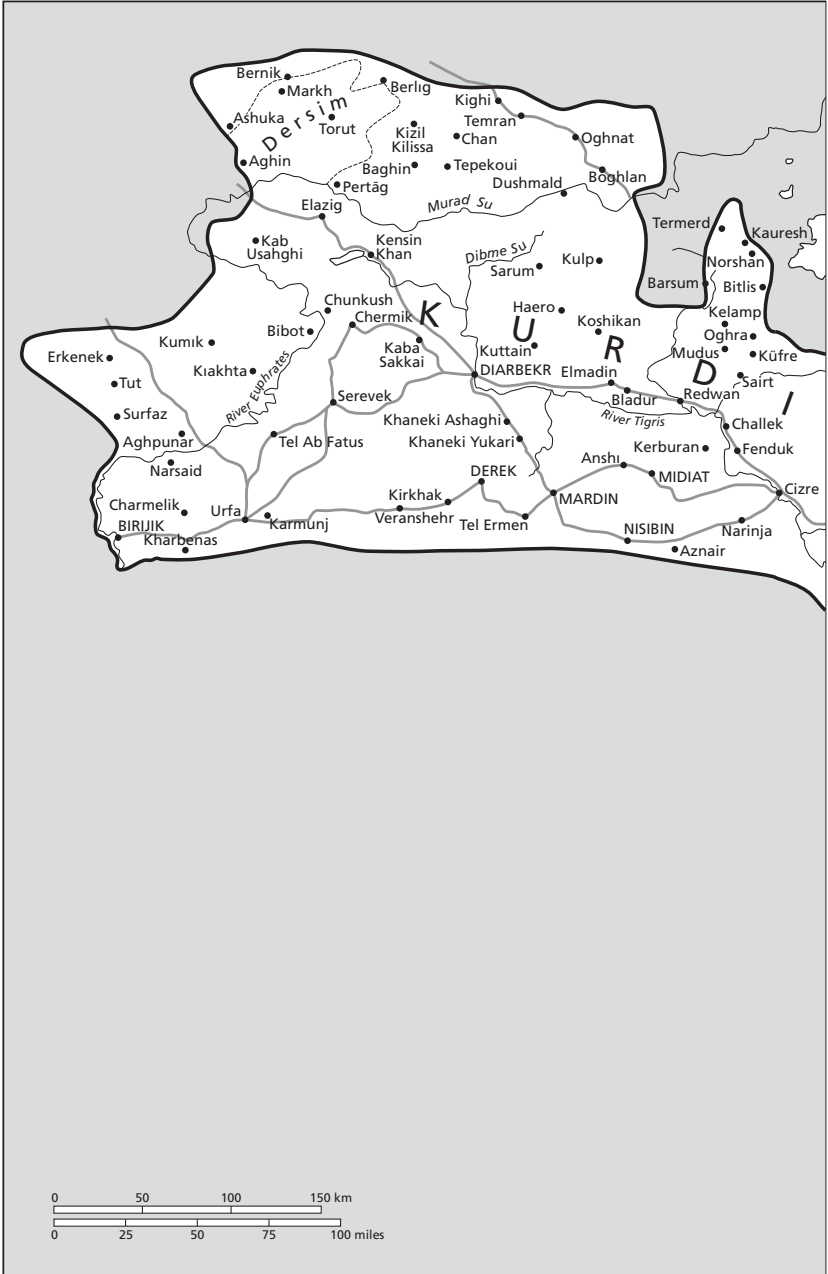 Bernik
Markh
Berlıg
Ashuka
Dersim
Torut
Kighi
Temran
Kizil
Kilissa
Chan
Oghnat
Aghin
Baghin
Tepekoui
Boghlan
Pertăg
Dushmald
Elazig
Murad Su
Termerd
Kauresh
Kab
Usahghi
Kensin
Khan
Dibme Su
Sarum
Kulp
Norshan
Barsum
Bitlis
Chunkush
Chermik
K
U
R
D
I
Haero
Koshikan
Kelamp
Oghra
Kumık
Bibot
Kaba
Sakkai
Kuttain
Mudus
Küfre
Erkenek
Kıakhta
River Euphrates
DIARBEKR
Elmadin
Sairt
Tut
Serevek
Bladur
Redwan
Surfaz
Khaneki Ashaghi
River Tigris
Challek
Aghpunar
Tel Ab Fatus
Khaneki Yukari
Kerburan
Fenduk
Narsaid
Anshı
MIDIAT
DEREK
Cizre
Charmelik
Urfa
Kirkhak
MARDIN
BIRIJIK
Karmunj
Veranshehr
Tel Ermen
NISIBIN
Narinja
Kharbenas
Aznair
0 50 100 150 km
0 25 50 75 100 miles